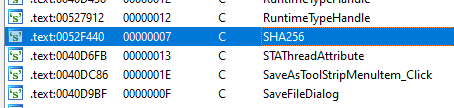 .text:00527912 0000000012 C RuntimeTypeHandle
.text:0052F440 00000007 C SHA256
.text:0040D6FB 00000013 C STAThreadAttribute
.text:0040DC86 0000001E C SaveAsToolStripMenuItem_Click
.text:0040D9BF 0000000F C SaveFileDialog